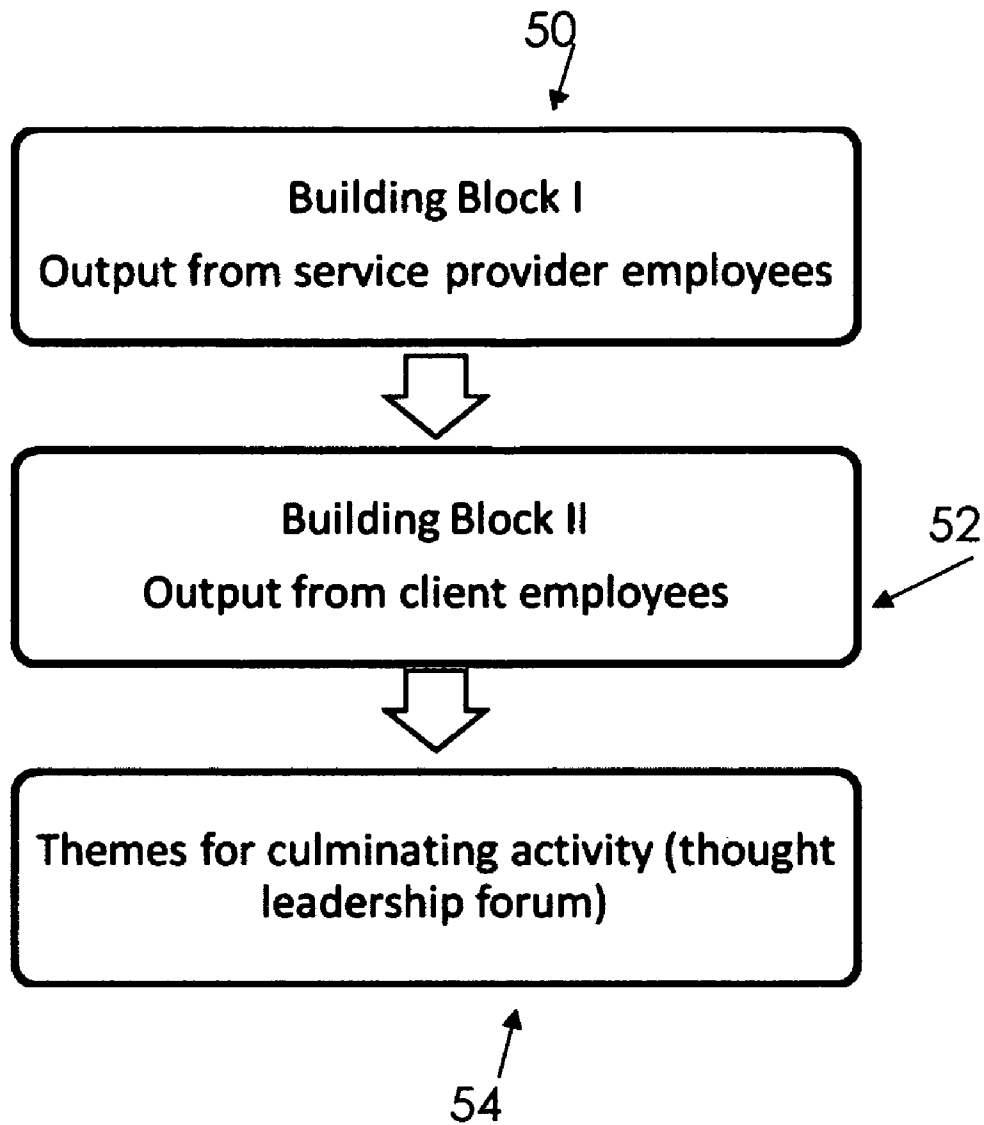 50
Building Block I
Output from service provider employees
Building Block II
Output from client employees
52
Themes for culminating activity (thought
leadership forum)
54